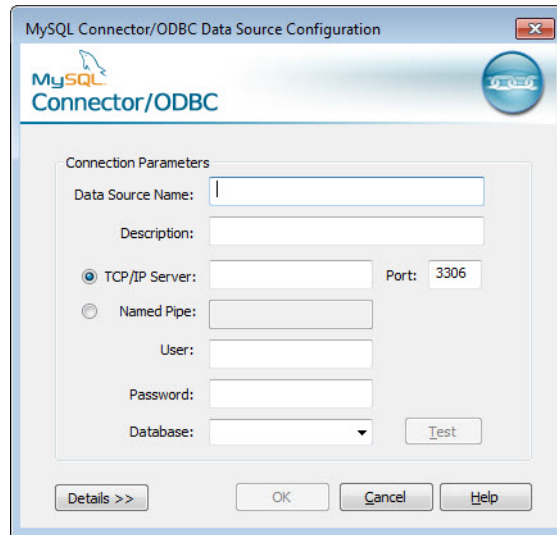 MySQL Connector/ODBC Data Source Configuration
MySQL
Connector/ODBC
Connection Parameters
Data Source Name:
Description:
TCP/IP Server: Port: 3306
Named Pipe:
User:
Password:
Database: Test
Details >> OK Cancel Help